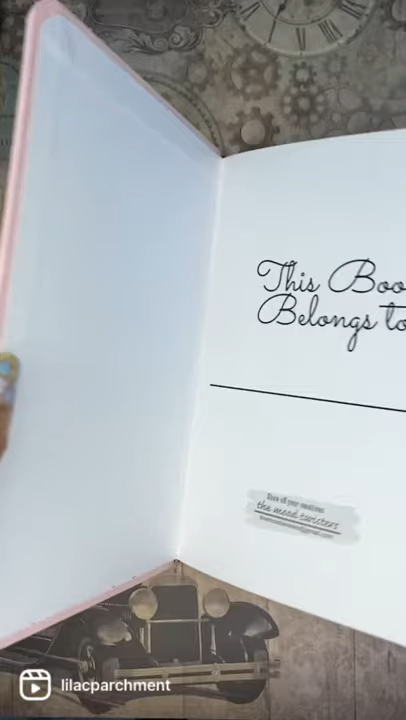 This Boo
Belongs to
the mood twisters
lilacparchment